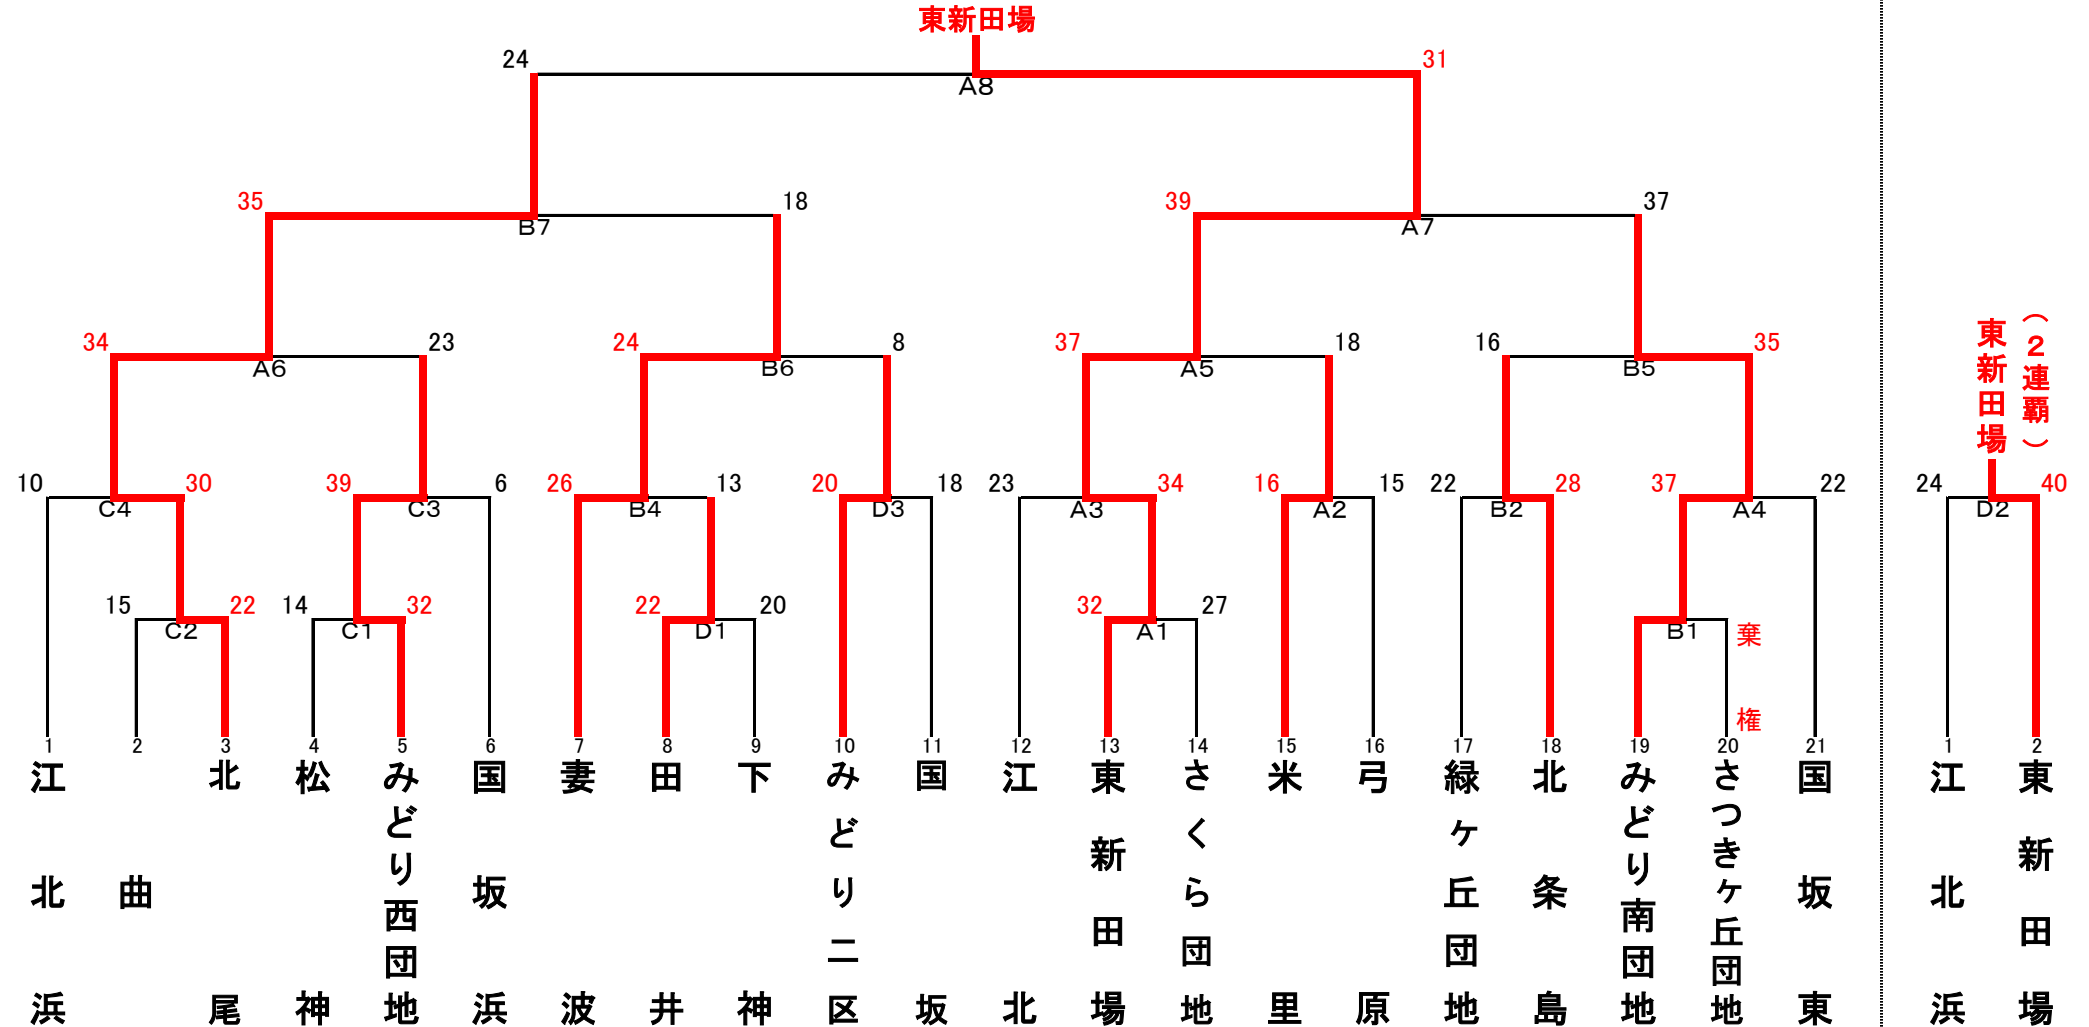 東新田場
24 31
A8
35 18 39 37
B7 A7
34 23 24 8 37 18 16 35
A6 B6 A5 B5
東新田場
（２連覇）
10 30 39 6 26 13 20 18 23 34 16 15 22 28 37 22 24 40
C4 C3 B4 D3 A3 A2 B2 A4 D2
15 22 14 32 22 20 32 27
C2 C1 D1 A1 B1
棄権
1 2 3 4 5 6 7 8 9 10 11 12 13 14 15 16 17 18 19 20 21 1 2
江北浜
曲
北尾
松神
みどり西団地
国坂浜
妻波
田井
下神
みどり二区
国坂
江北
東新田場
さくら団地
米里
弓原
緑ヶ丘団地
北条島
みどり南団地
さつきヶ丘団地
国坂東
江北浜
東新田場